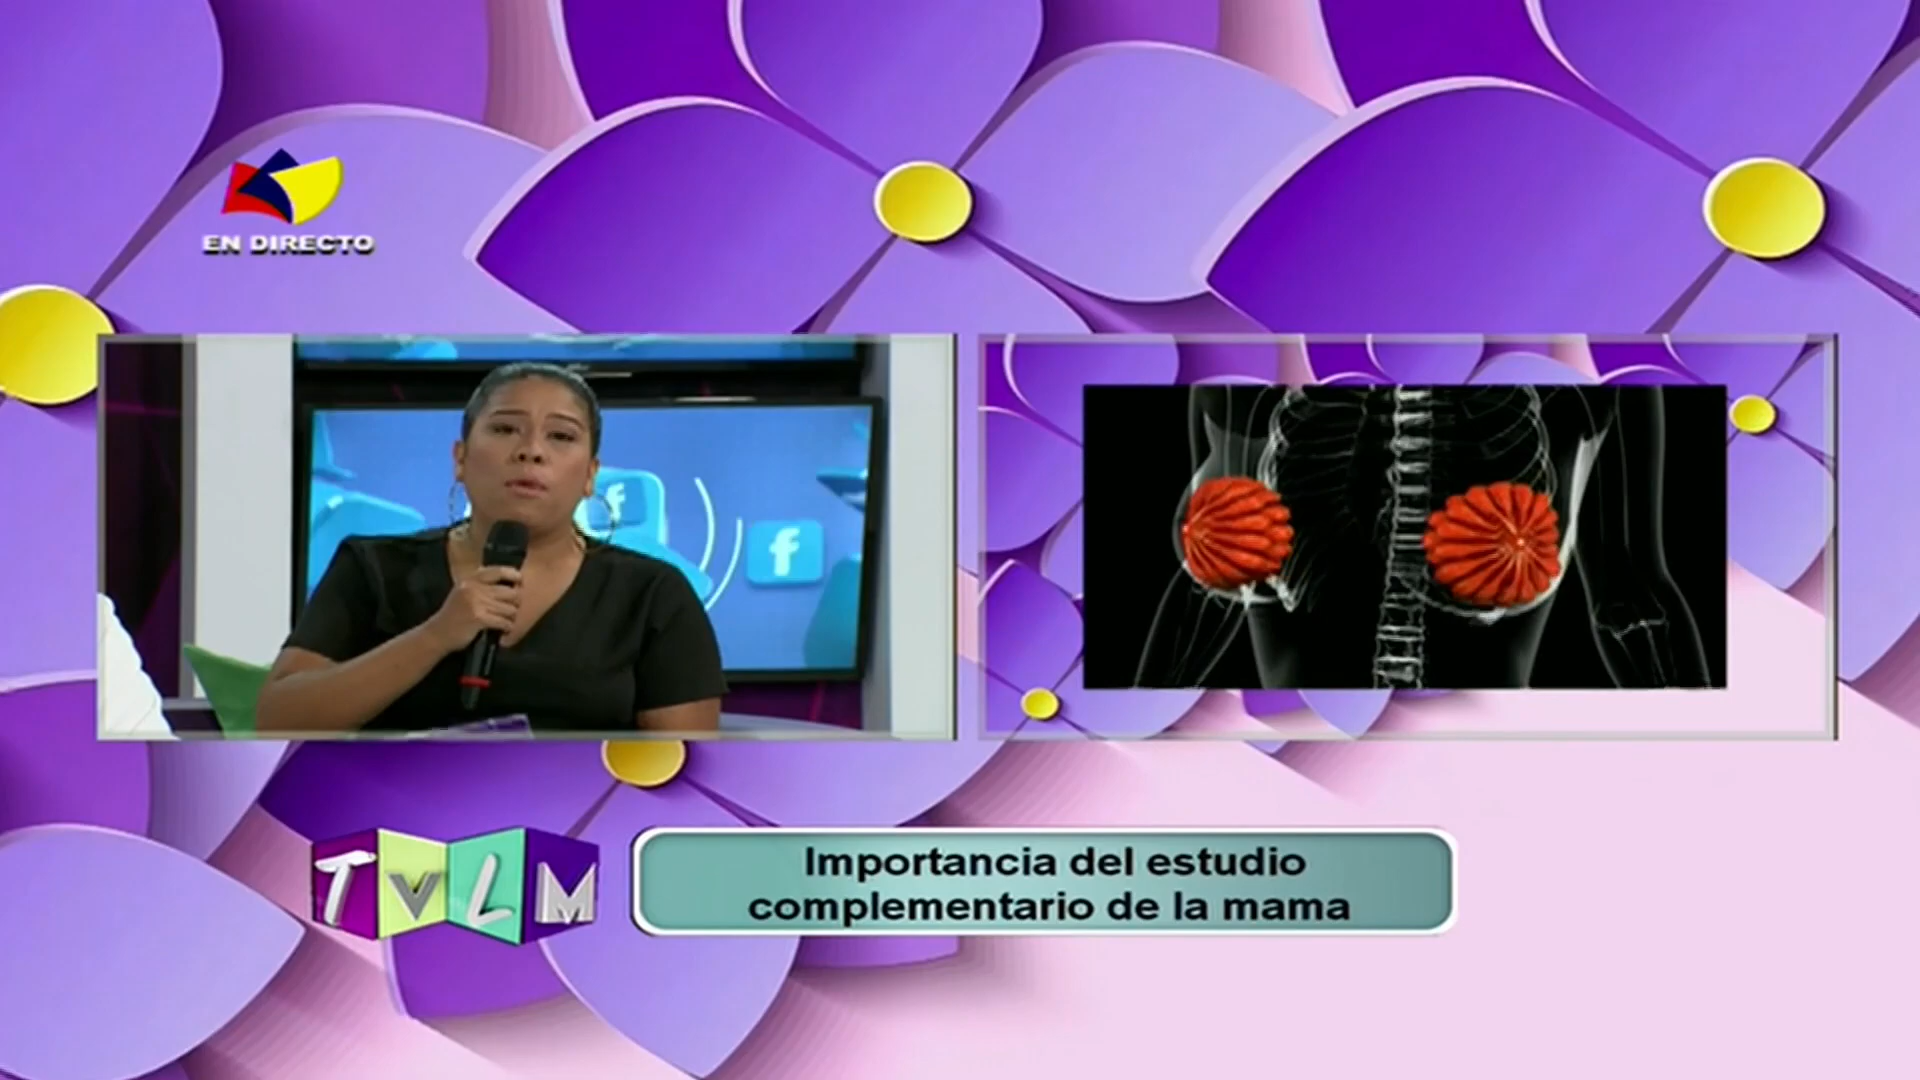 EN DIRECTO
f
f
TVLM
Importancia del estudio
complementario de la mama